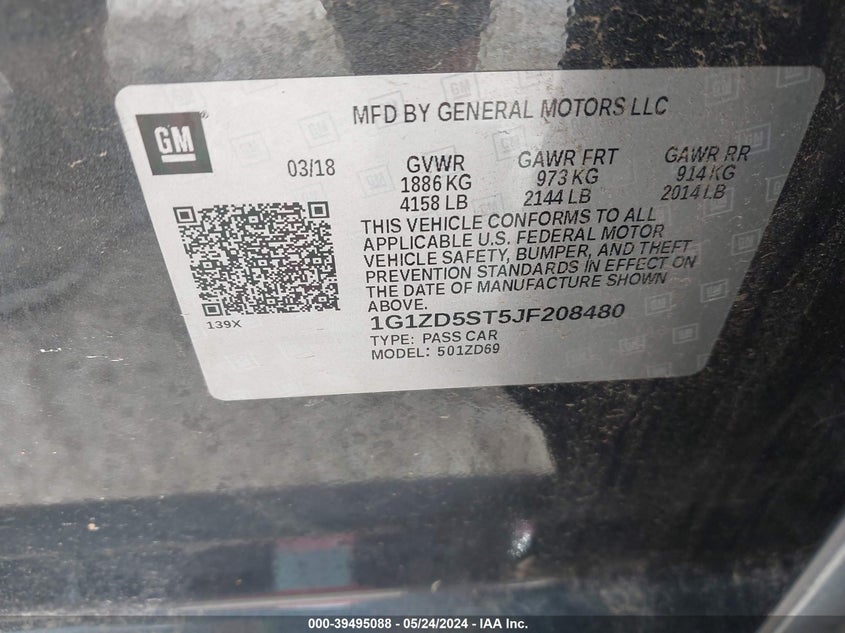 GM
®
MFD BY GENERAL MOTORS LLC
03/18
GVWR
1886 KG
4158 LB
GAWR FRT
973 KG
2144 LB
GAWR RR
914 KG
2014 LB
THIS VEHICLE CONFORMS TO ALL
APPLICABLE U.S. FEDERAL MOTOR
VEHICLE SAFETY, BUMPER, AND THEFT
PREVENTION STANDARDS IN EFFECT ON
THE DATE OF MANUFACTURE SHOWN
ABOVE.
139X
1G1ZD5ST5JF208480
TYPE: PASS CAR
MODEL: 501ZD69
000-39495088 - 05/24/2024 - IAA Inc.